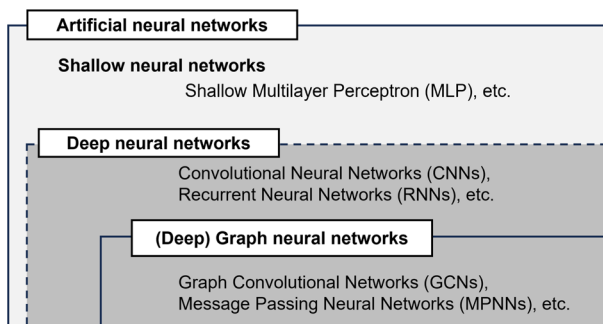 Artificial neural networks
Shallow neural networks
Shallow Multilayer Perceptron (MLP), etc.
Deep neural networks
Convolutional Neural Networks (CNNs),
Recurrent Neural Networks (RNNs), etc.
(Deep) Graph neural networks
Graph Convolutional Networks (GCNs),
Message Passing Neural Networks (MPNNs), etc.